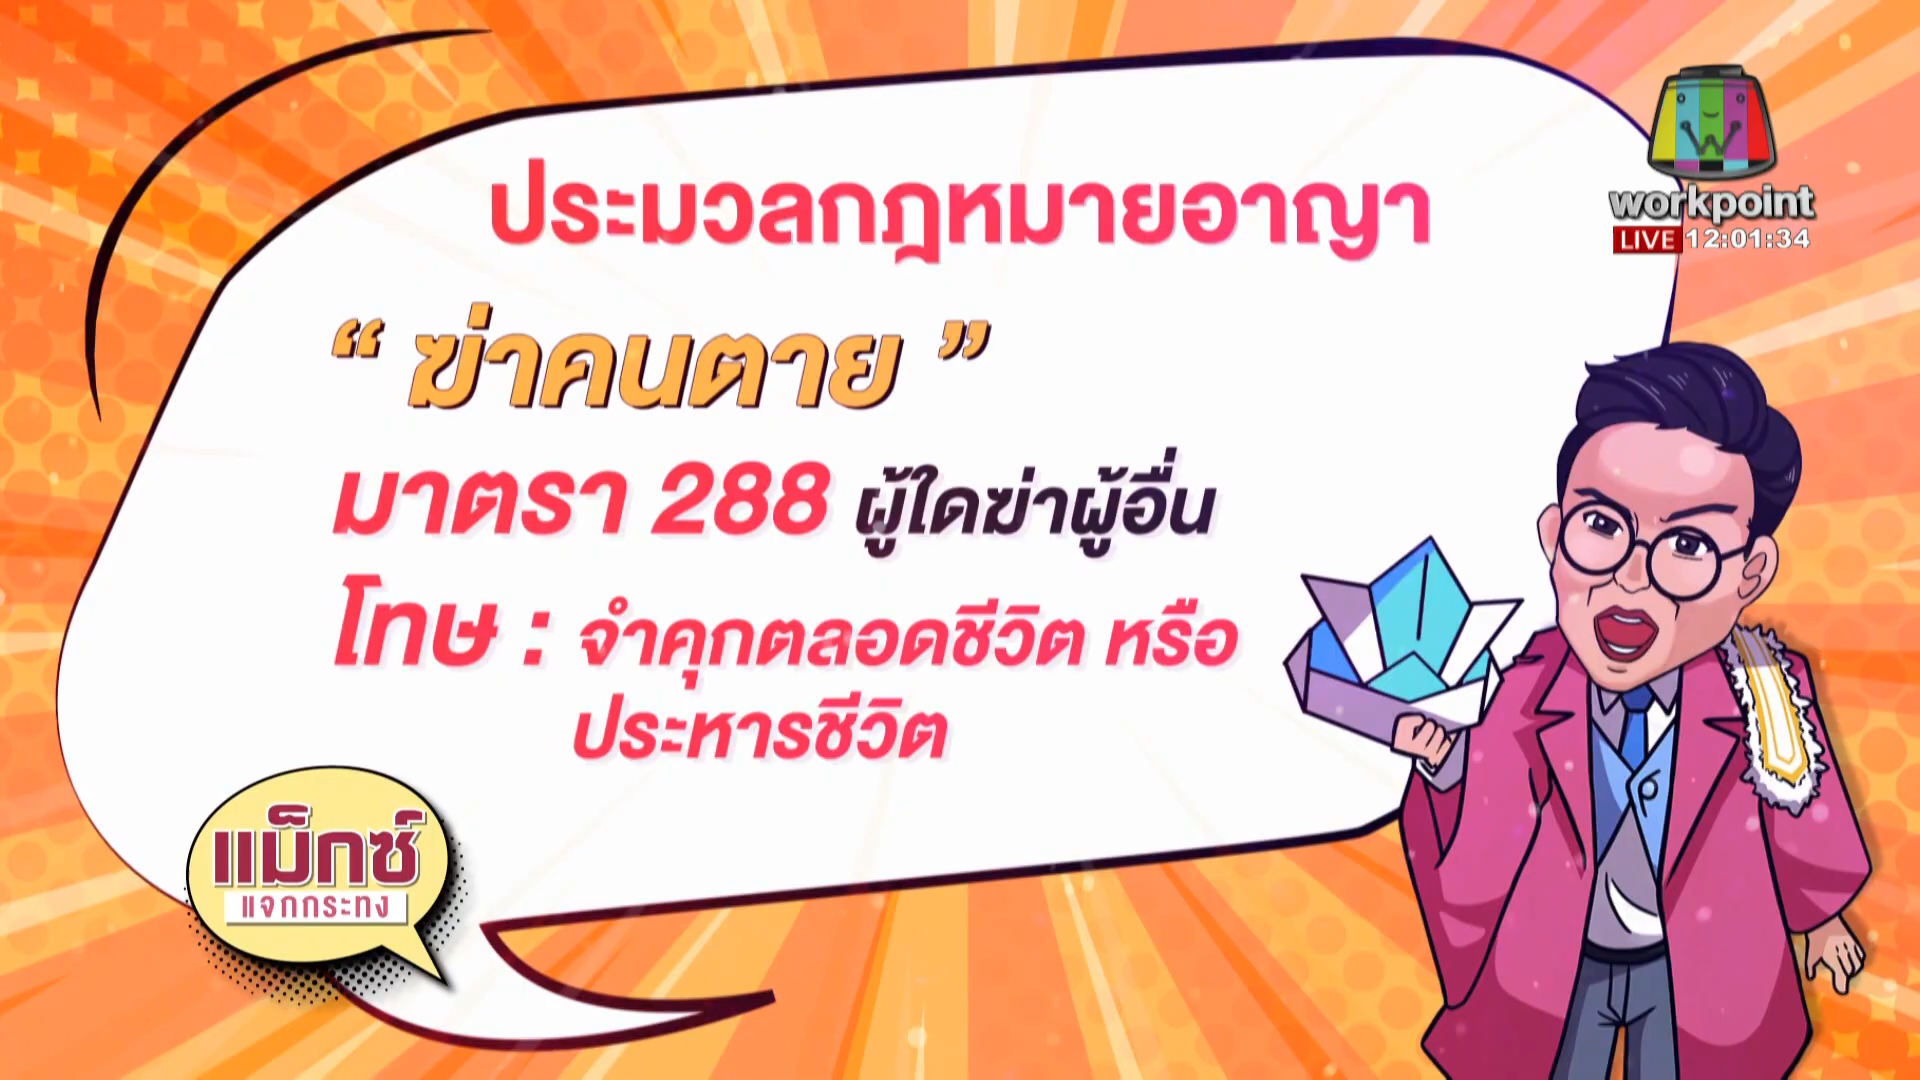 ประมวลกฎหมายอาญา
“ ฆ่าคนตาย ”
มาตรา 288 ผู้ใดฆ่าผู้อื่น
โทษ : จำคุกตลอดชีวิต หรือ
ประหารชีวิต
workpoint
LIVE 12:01:34
แม็กซ์
แจกกระทง